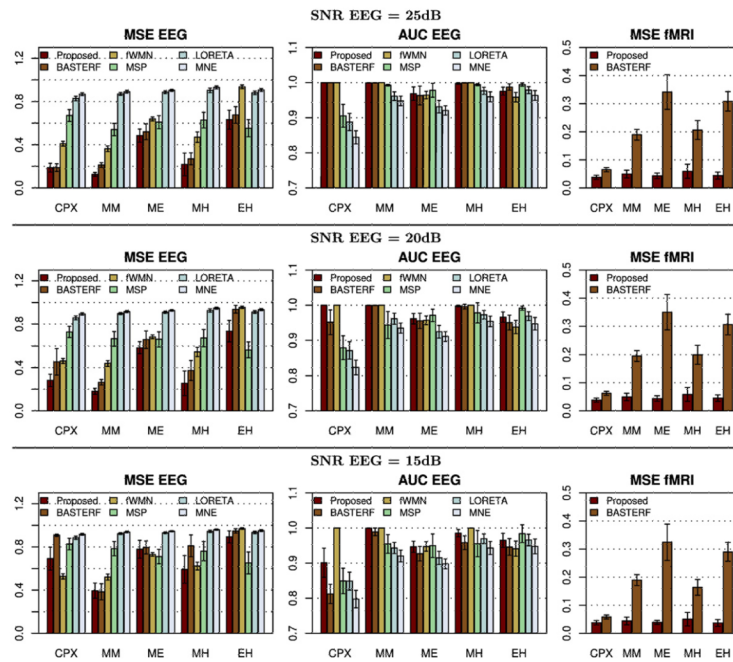 SNR EEG = 25dB
MSE EEG AUC EEG MSE fMRI
Proposed fWMN LORETA
BASTERF MSP MNE
0.0 0.4 0.8 1.2
CPX MM ME MH EH
Proposed fWMN LORETA
BASTERF MSP MNE
0.7 0.8 0.9 1.0 1.1
CPX MM ME MH EH
Proposed
BASTERF
0.0 0.1 0.2 0.3 0.4 0.5
CPX MM ME MH EH
SNR EEG = 20dB
MSE EEG AUC EEG MSE fMRI
Proposed fWMN LORETA
BASTERF MSP MNE
0.0 0.4 0.8 1.2
CPX MM ME MH EH
Proposed fWMN LORETA
BASTERF MSP MNE
0.7 0.8 0.9 1.0 1.1
CPX MM ME MH EH
Proposed
BASTERF
0.0 0.1 0.2 0.3 0.4 0.5
CPX MM ME MH EH
SNR EEG = 15dB
MSE EEG AUC EEG MSE fMRI
Proposed fWMN LORETA
BASTERF MSP MNE
0.0 0.4 0.8 1.2
CPX MM ME MH EH
Proposed fWMN LORETA
BASTERF MSP MNE
0.7 0.8 0.9 1.0 1.1
CPX MM ME MH EH
Proposed
BASTERF
0.0 0.1 0.2 0.3 0.4 0.5
CPX MM ME MH EH